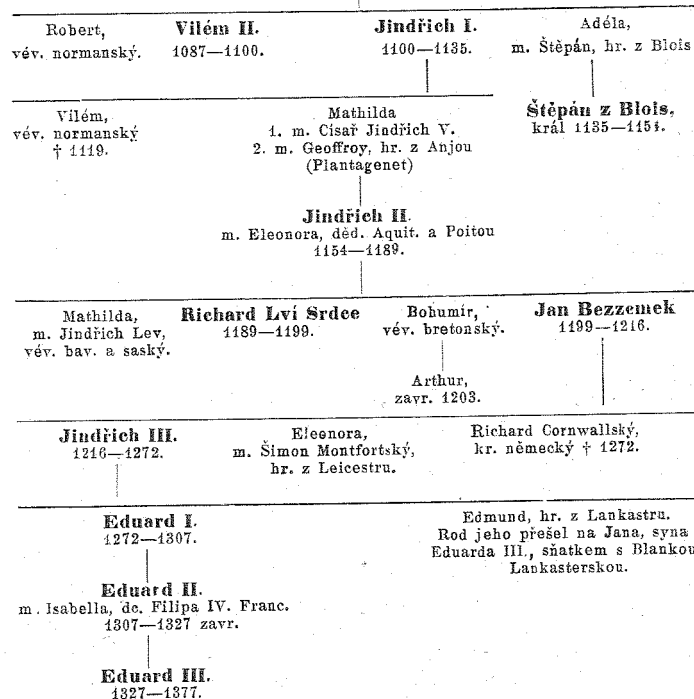 Robert,
vév. normanský.
Vilém II.
1087—1100.
Jindřich I.
1100—1135.
Adéla,
m. Štěpán, hr. z Blois
Vilém,
vév. normanský
† 1119.
Mathilda
1. m. Císař Jindřich V.
2. m. Geoffroy, hr. z Anjou
(Plantagenet)
Štěpán z Blois,
král 1135—1154.
Jindřich II.
m. Eleonora, děd. Aquit. a Poitou
1154—1189.
Mathilda,
m. Jindřich Lev,
vév. bav. a saský.
Richard Lví Srdce
1189—1199.
Bohumír,
vév. bretonský.
Jan Bezzemek
1199—1216.
Arthur,
zavr. 1203.
Jindřich III.
1216—1272.
Eleonora,
m. Šimon Montfortský,
hr. z Leicestru.
Richard Cornwallský,
kr. německý † 1272.
Eduard I.
1272—1307.
Edmund, hr. z Lankastru.
Rod jeho přešel na Jana, syna
Eduarda III., sňatkem s Blankou
Lankasterskou.
Eduard II.
m. Isabella, dc. Filipa IV. Franc.
1307—1327 zavr.
Eduard III.
1327—1377.